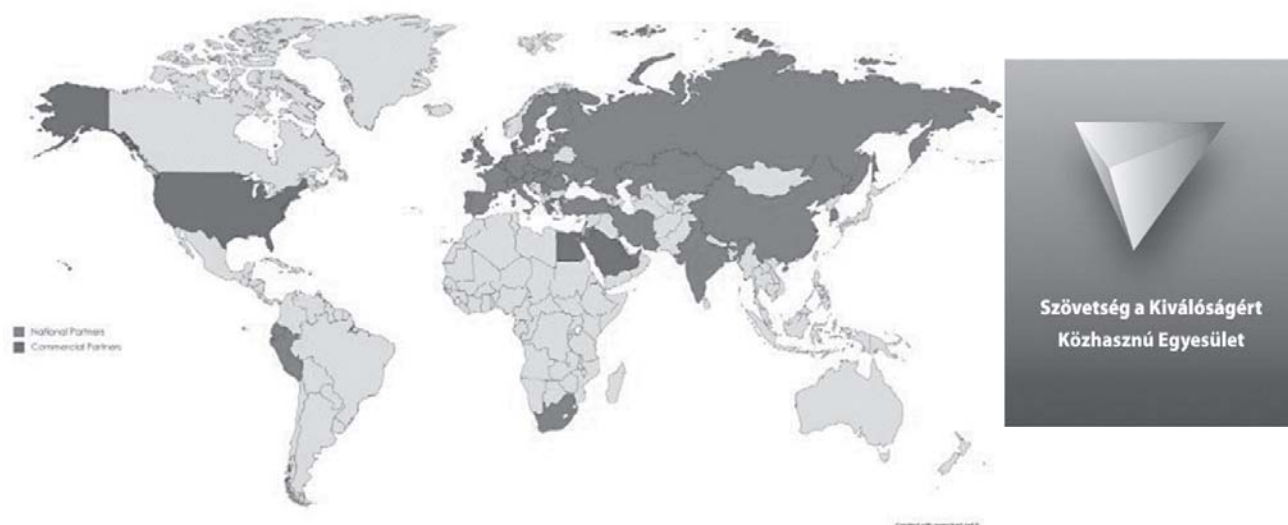 National Partners
Commercial Partners
Szövetség a Kiválóságért
Közhasznú Egyesület